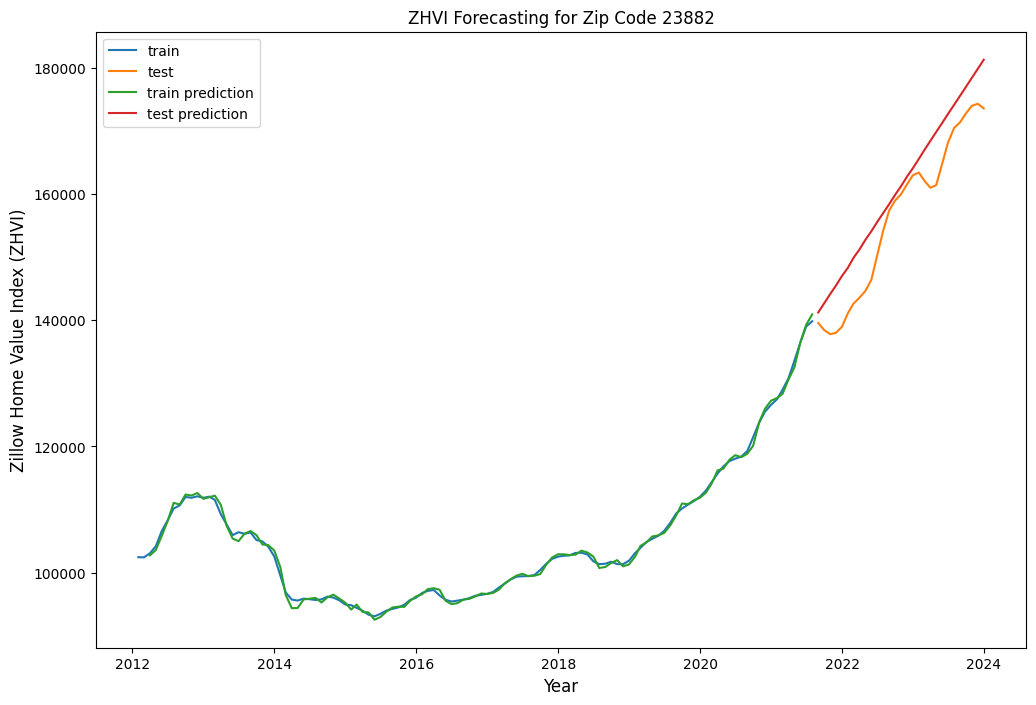 ZHVI Forecasting for Zip Code 23882
train
test
train prediction
test prediction
Zillow Home Value Index (ZHVI)
180000
160000
140000
120000
100000
2012
2014
2016
2018
2020
2022
2024
Year